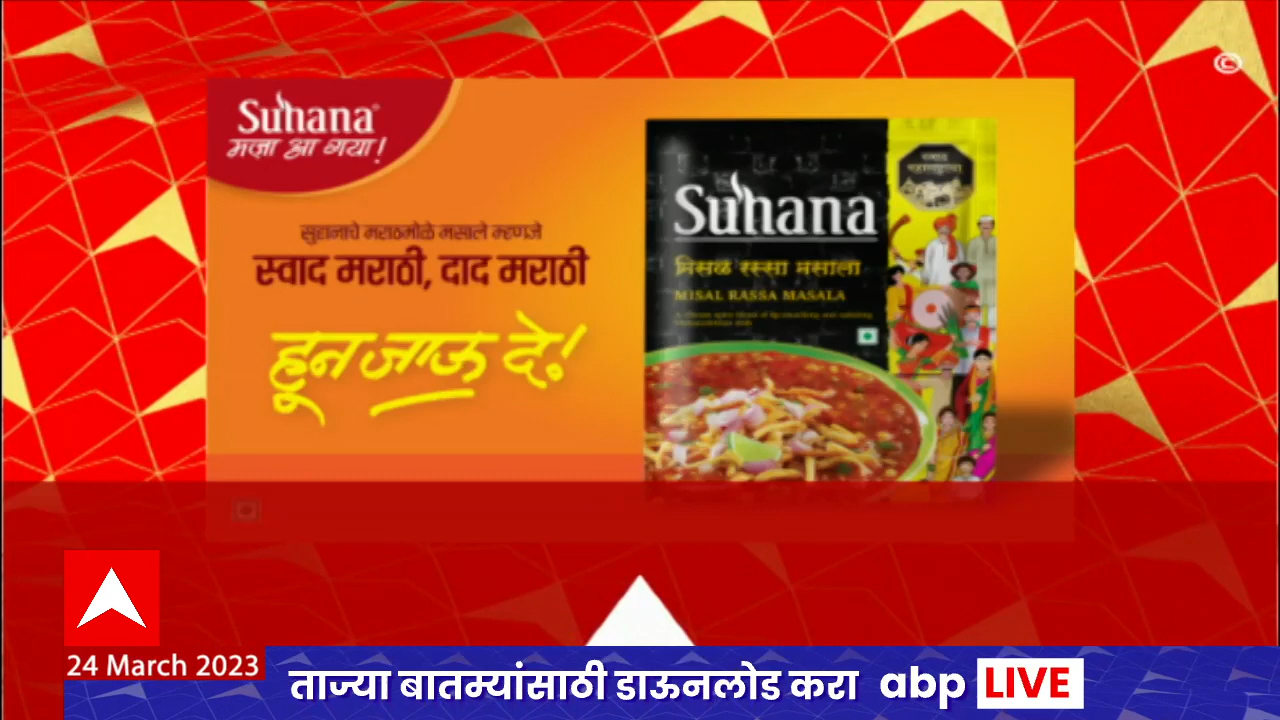 ©
Suhana
मज़ा आ गया!
सुहानाचे मराठमोळे मसाले म्हणजे
स्वाद मराठी, दाद मराठी
हून जाऊ दे!
Suhana
मिसळ रस्सा मसाला
MISAL RASSA MASALA
24 March 2023
ताज्या बातम्यांसाठी डाऊनलोड करा abp LIVE